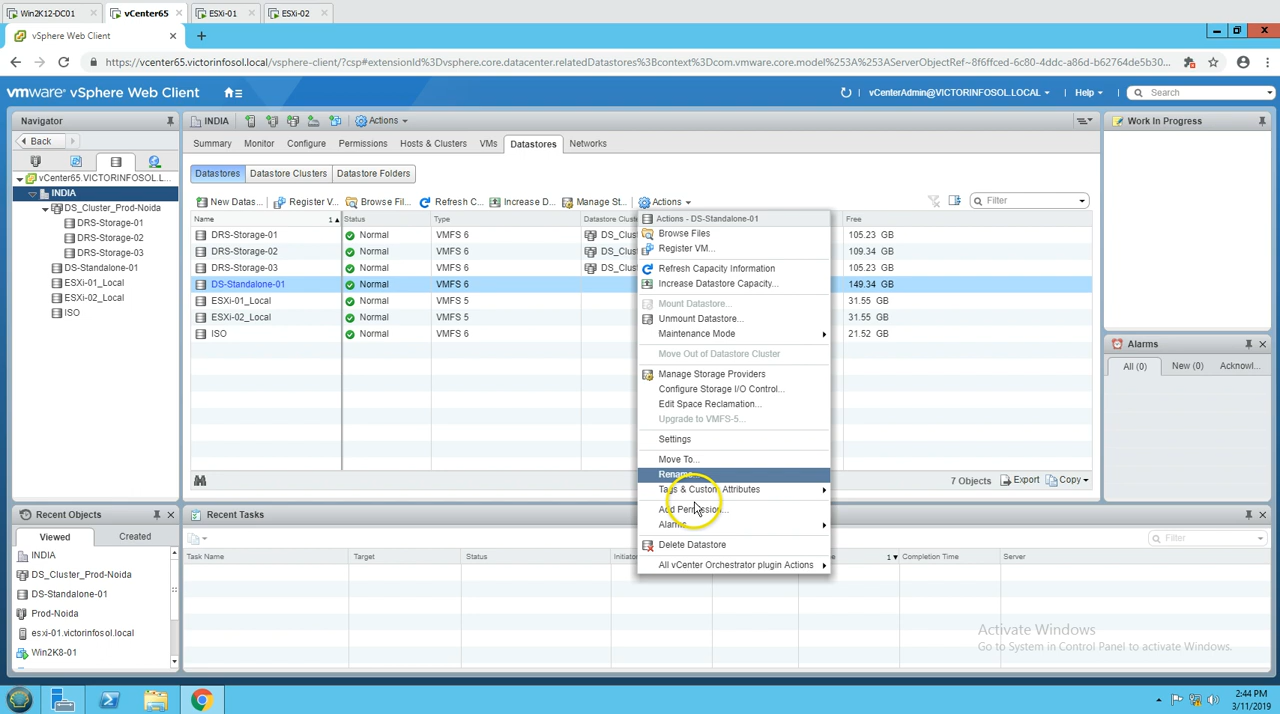 Win2K12-DC01
vCenter65
ESXi-01
ESXi-02
vSphere Web Client
https://vcenter65.victorinfosol.local/vsphere-client/?csp#extensionId%3Dvsphere.core.datacenter.relatedDatastores%3Bcontext%3Dcom.vmware.core.model%253A%253AServerObjectRef~8f6ffced-6c80-4ddc-a86d-b62764de5b30...
vmware® vSphere Web Client
vCenterAdmin@VICTORINFOSOL.LOCAL
Help
Search
Navigator
INDIA
Actions
Work In Progress
Back
Summary Monitor Configure Permissions Hosts & Clusters VMs Datastores Networks
vCenter65.VICTORINFOSOL.L...
Datastores Datastore Clusters Datastore Folders
INDIA
DS_Cluster_Prod-Noida
DRS-Storage-01
DRS-Storage-02
DRS-Storage-03
DS-Standalone-01
ESXi-01_Local
ESXi-02_Local
ISO
New Datas... Register V... Browse Fil... Refresh C... Increase D... Manage St... Actions
Filter
Name 1 Status Type Datastore Cluste Free
DRS-Storage-01 Normal VMFS 6 DS_Clus 105.23 GB
DRS-Storage-02 Normal VMFS 6 DS_Clus 109.34 GB
DRS-Storage-03 Normal VMFS 6 DS_Clus 105.23 GB
DS-Standalone-01 Normal VMFS 6 149.34 GB
ESXi-01_Local Normal VMFS 5 31.55 GB
ESXi-02_Local Normal VMFS 5 31.55 GB
ISO Normal VMFS 6 21.52 GB
Actions - DS-Standalone-01
Browse Files
Register VM...
Refresh Capacity Information
Increase Datastore Capacity...
Mount Datastore...
Unmount Datastore...
Maintenance Mode
Move Out of Datastore Cluster
Manage Storage Providers
Configure Storage I/O Control...
Edit Space Reclamation...
Upgrade to VMFS-5...
Settings
Move To...
Rename...
Tags & Custom Attributes
Add Permission...
Alarms
Delete Datastore
All vCenter Orchestrator plugin Actions
7 Objects Export Copy
Alarms
All (0) New (0) Acknowl...
Recent Objects
Viewed Created
INDIA
DS_Cluster_Prod-Noida
DS-Standalone-01
Prod-Noida
esxi-01.victorinfosol.local
Win2K8-01
Recent Tasks
Filter
Task Name Target Status Initiato e 1 Completion Time Server
Activate Windows
Go to System in Control Panel to activate Windows.
2:44 PM
3/11/2019